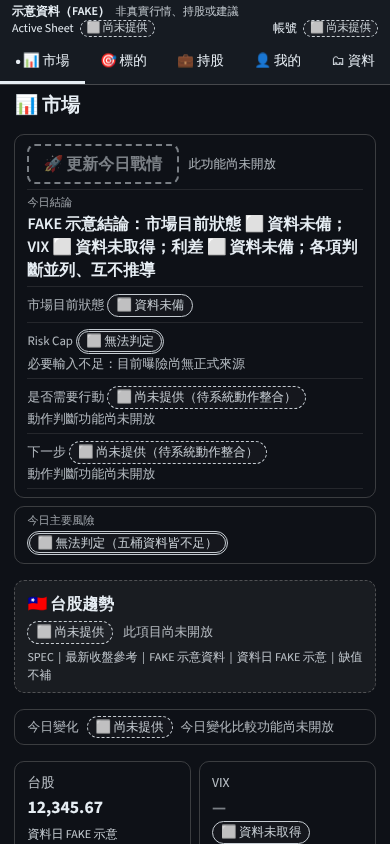 示意資料（FAKE） 非真實行情、持股或建議
Active Sheet ⬜ 尚未提供 帳號 ⬜ 尚未提供
📊 市場 🎯 標的 💼 持股 👤 我的 🗂 資料
📊 市場
🚀 更新今日戰情 此功能尚未開放
今日結論
FAKE 示意結論：市場目前狀態 ⬜ 資料未備；
VIX ⬜ 資料未取得；利差 ⬜ 資料未備；各項判
斷並列、互不推導
市場目前狀態 ⬜ 資料未備
Risk Cap ⬜ 無法判定
必要輸入不足：目前曝險尚無正式來源
是否需要行動 ⬜ 尚未提供（待系統動作整合）
動作判斷功能尚未開放
下一步 ⬜ 尚未提供（待系統動作整合）
動作判斷功能尚未開放
今日主要風險
⬜ 無法判定（五桶資料皆不足）
🇹🇼 台股趨勢
⬜ 尚未提供 此項目尚未開放
SPEC｜最新收盤參考｜FAKE 示意資料｜資料日 FAKE 示意｜缺值
不補
今日變化 ⬜ 尚未提供 今日變化比較功能尚未開放
台股 VIX
12,345.67 —
資料日 FAKE 示意 ⬜ 資料未取得